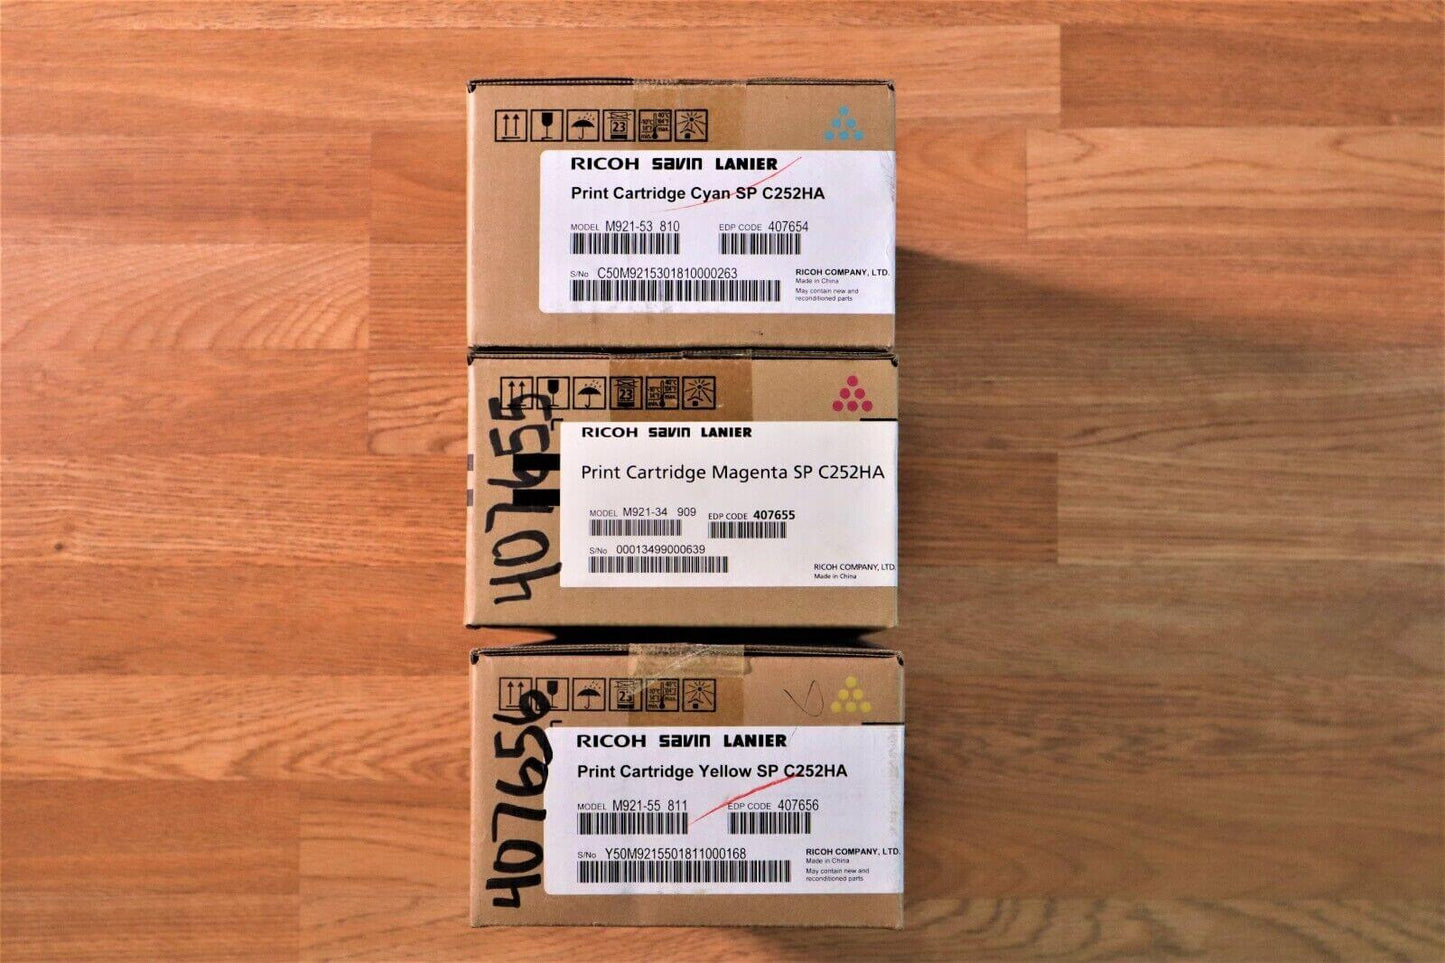 23
RICOH SAVIN LANIER
Print Cartridge Cyan SP C252HA
MODEL M921-53 810 EDP CODE 407654
S/No C50M9215301810000263
RICOH COMPANY, LTD.
Made in China
May contain new and
reconditioned parts
23
407655
RICOH SAVIN LANIER
Print Cartridge Magenta SP C252HA
MODEL M921-34 909 EDP CODE 407655
S/No 00013499000639
RICOH COMPANY, LTD.
Made in China
23
407656
RICOH SAVIN LANIER
Print Cartridge Yellow SP C252HA
MODEL M921-55 811 EDP CODE 407656
S/No Y50M9215501811000168
RICOH COMPANY, LTD.
Made in China
May contain new and
reconditioned parts